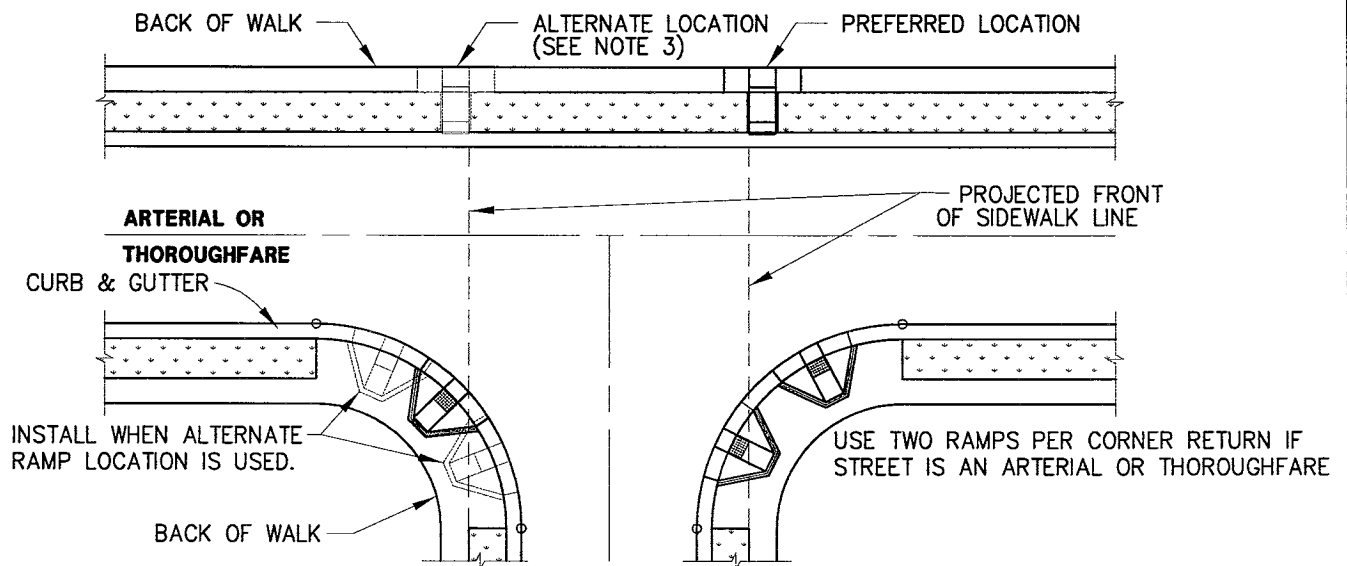 BACK OF WALK
ALTERNATE LOCATION
(SEE NOTE 3)
PREFERRED LOCATION
PROJECTED FRONT
OF SIDEWALK LINE
ARTERIAL OR
THOROUGHFARE
CURB & GUTTER
INSTALL WHEN ALTERNATE
RAMP LOCATION IS USED.
USE TWO RAMPS PER CORNER RETURN IF
STREET IS AN ARTERIAL OR THOROUGHFARE
BACK OF WALK